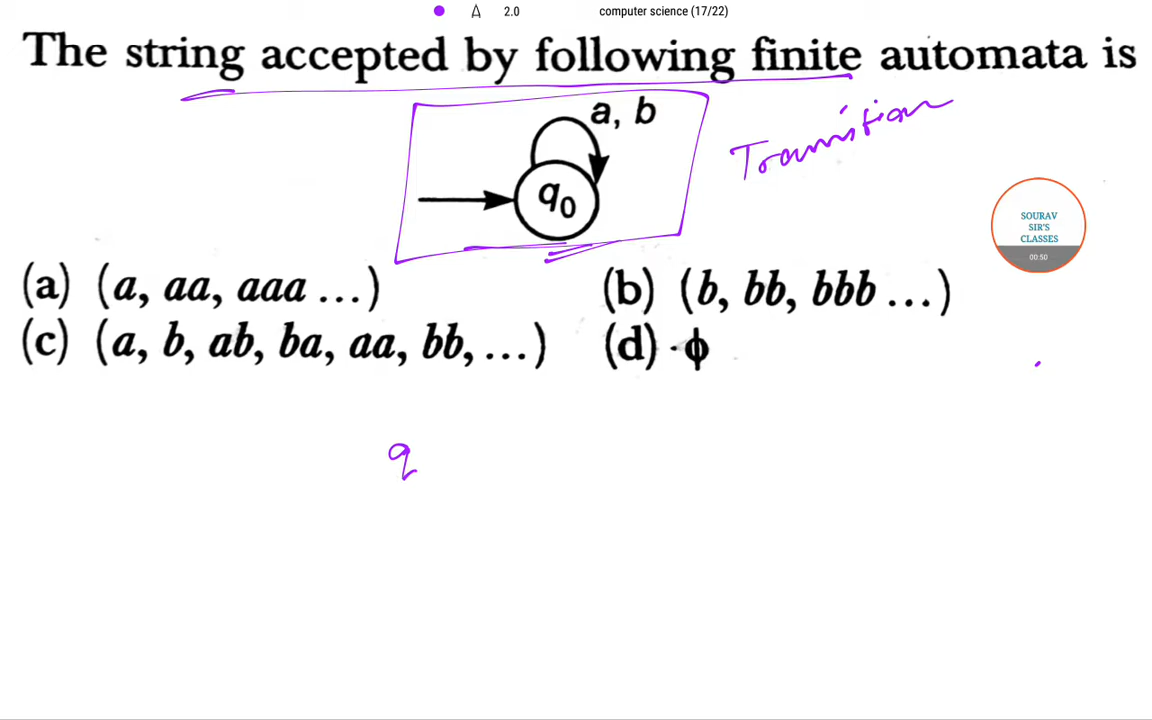 2.0 computer science (17/22)
The string accepted by following finite automata is
a, b
Transition
q0
SOURAV
SIR'S
CLASSES
00:50
(a) (a, aa, aaa ...) (b) (b, bb, bbb ...)
(c) (a, b, ab, ba, aa, bb, ...) (d) ϕ
q